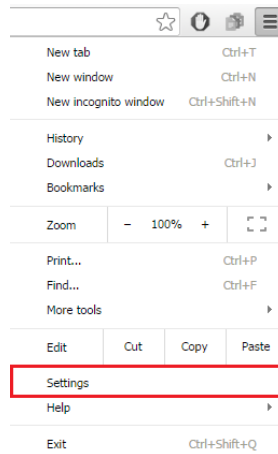 New tab Ctrl+T
New window Ctrl+N
New incognito window Ctrl+Shift+N
History
Downloads Ctrl+J
Bookmarks
Zoom - 100% +
Print... Ctrl+P
Find... Ctrl+F
More tools
Edit Cut Copy Paste
Settings
Help
Exit Ctrl+Shift+Q